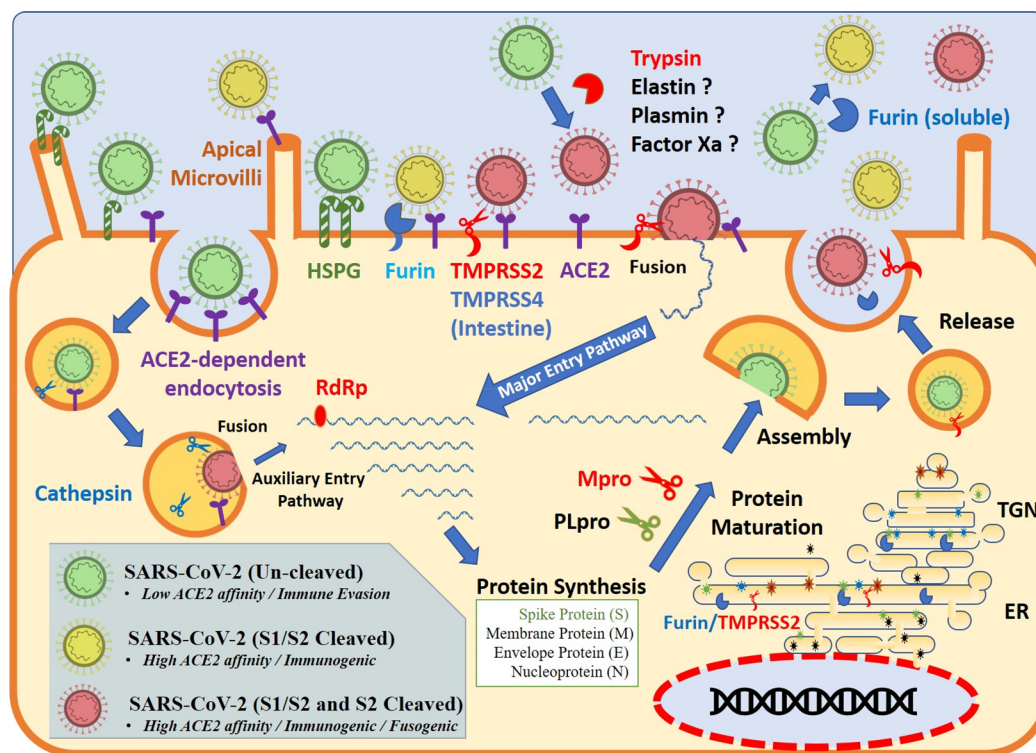 Trypsin
Elastin ?
Plasmin ?
Factor Xa ?
Furin (soluble)
Apical
Microvilli
HSPG
Furin
TMPRSS2
TMPRSS4
(Intestine)
ACE2
Fusion
Release
ACE2-dependent
endocytosis
Major Entry Pathway
RdRp
Fusion
Auxiliary Entry
Pathway
Cathepsin
Assembly
Mpro
PLpro
Protein
Maturation
TGN
ER
Furin/TMPRSS2
Protein Synthesis
Spike Protein (S)
Membrane Protein (M)
Envelope Protein (E)
Nucleoprotein (N)
SARS-CoV-2 (Un-cleaved)
• Low ACE2 affinity / Immune Evasion
SARS-CoV-2 (S1/S2 Cleaved)
• High ACE2 affinity / Immunogenic
SARS-CoV-2 (S1/S2 and S2 Cleaved)
• High ACE2 affinity / Immunogenic / Fusogenic